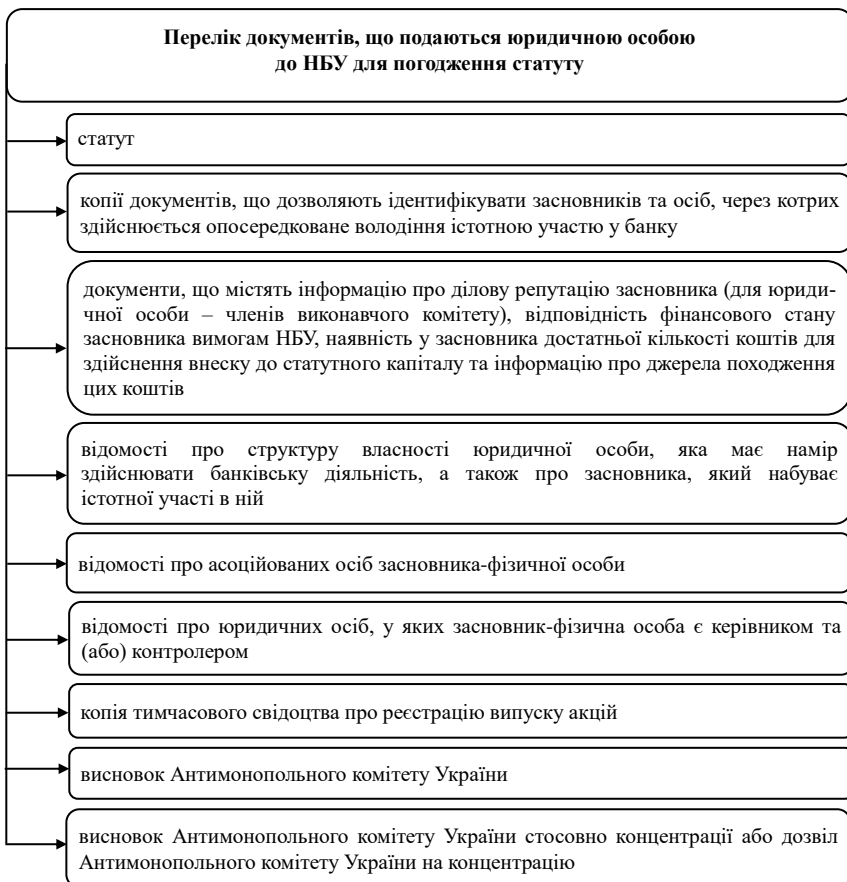 Перелік документів, що подаються юридичною особою
до НБУ для погодження статуту
статут
копії документів, що дозволяють ідентифікувати засновників та осіб, через котрих
здійснюється опосередковане володіння істотною участю у банку
документи, що містять інформацію про ділову репутацію засновника (для юриди-
чної особи – членів виконавчого комітету), відповідність фінансового стану
засновника вимогам НБУ, наявність у засновника достатньої кількості коштів для
здійснення внеску до статутного капіталу та інформацію про джерела походження
цих коштів
відомості про структуру власності юридичної особи, яка має намір
здійснювати банківську діяльність, а також про засновника, який набуває
істотної участі в ній
відомості про асоційованих осіб засновника-фізичної особи
відомості про юридичних осіб, у яких засновник-фізична особа є керівником та
(або) контролером
копія тимчасового свідоцтва про реєстрацію випуску акцій
висновок Антимонопольного комітету України
висновок Антимонопольного комітету України стосовно концентрації або дозвіл
Антимонопольного комітету України на концентрацію